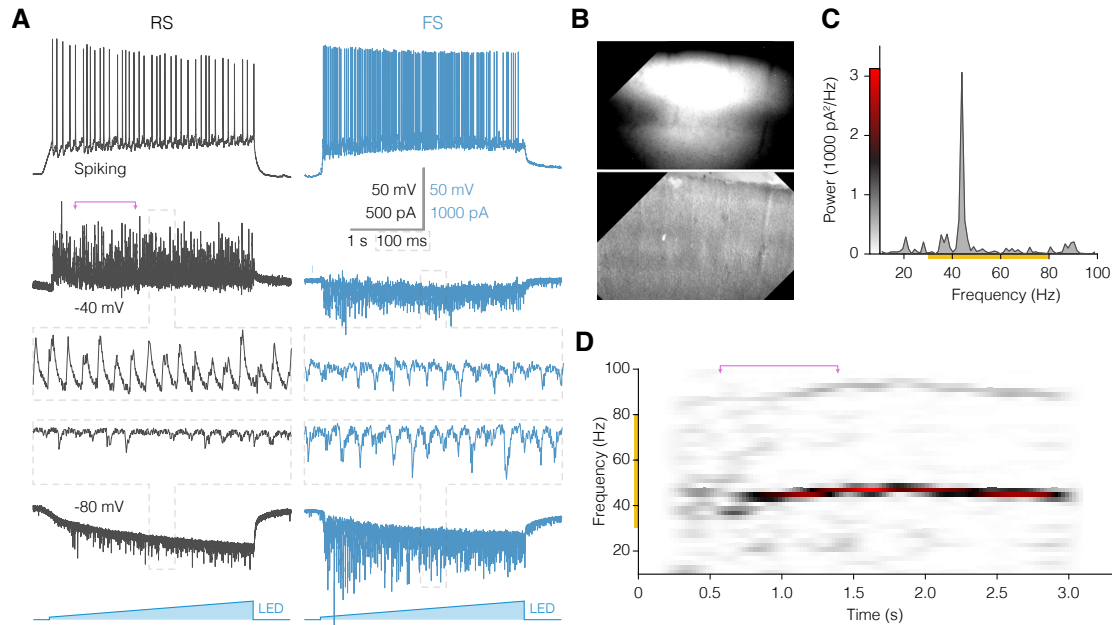 A
RS
FS
Spiking
50 mV 50 mV
500 pA 1000 pA
1 s 100 ms
-40 mV
-80 mV
LED
LED
B
C
Power (1000 pA²/Hz)
3
2
1
0
20 40 60 80 100
Frequency (Hz)
D
Frequency (Hz)
100
80
60
40
20
0 0.5 1.0 1.5 2.0 2.5 3.0
Time (s)